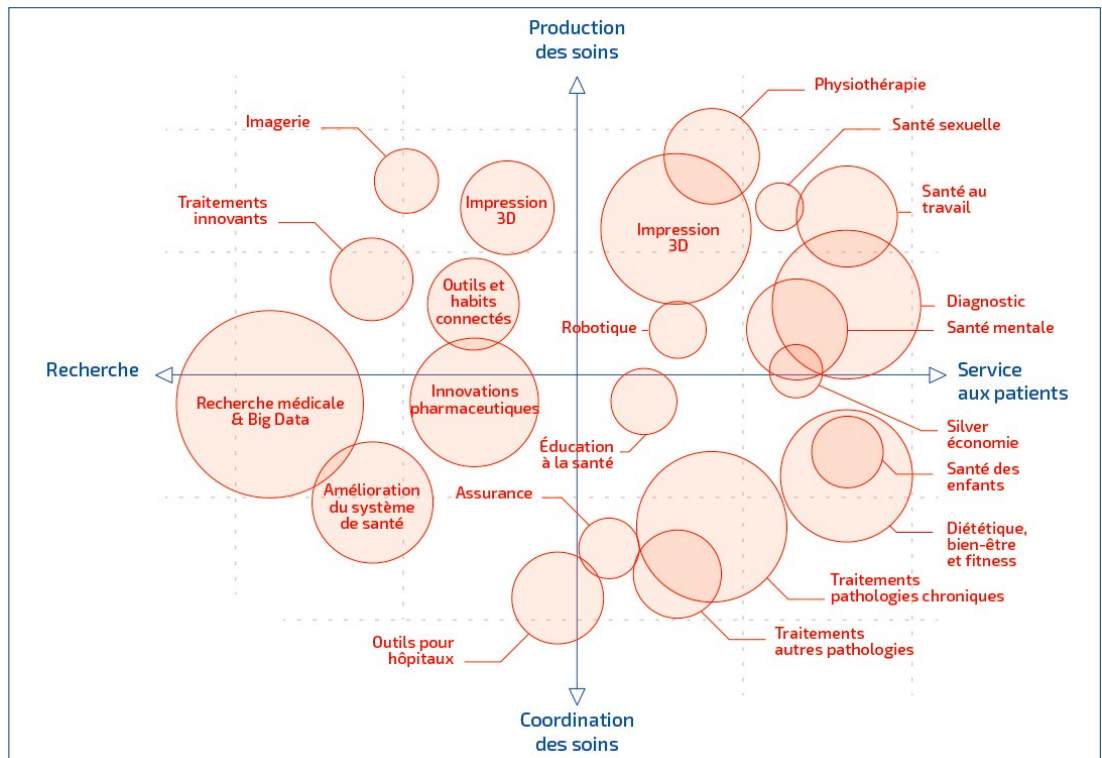 Production
des soins
Physiothérapie
Imagerie
Santé sexuelle
Traitements
innovants
Impression
3D
Santé au
travail
Impression
3D
Outils et
habits
connectés
Diagnostic
Robotique
Santé mentale
Recherche
Service
aux patients
Recherche médicale
& Big Data
Innovations
pharmaceutiques
Silver
économie
Éducation
à la santé
Santé des
enfants
Amélioration
du système
de santé
Assurance
Diététique,
bien-être
et fitness
Traitements
pathologies chroniques
Traitements
autres pathologies
Outils pour
hôpitaux
Coordination
des soins